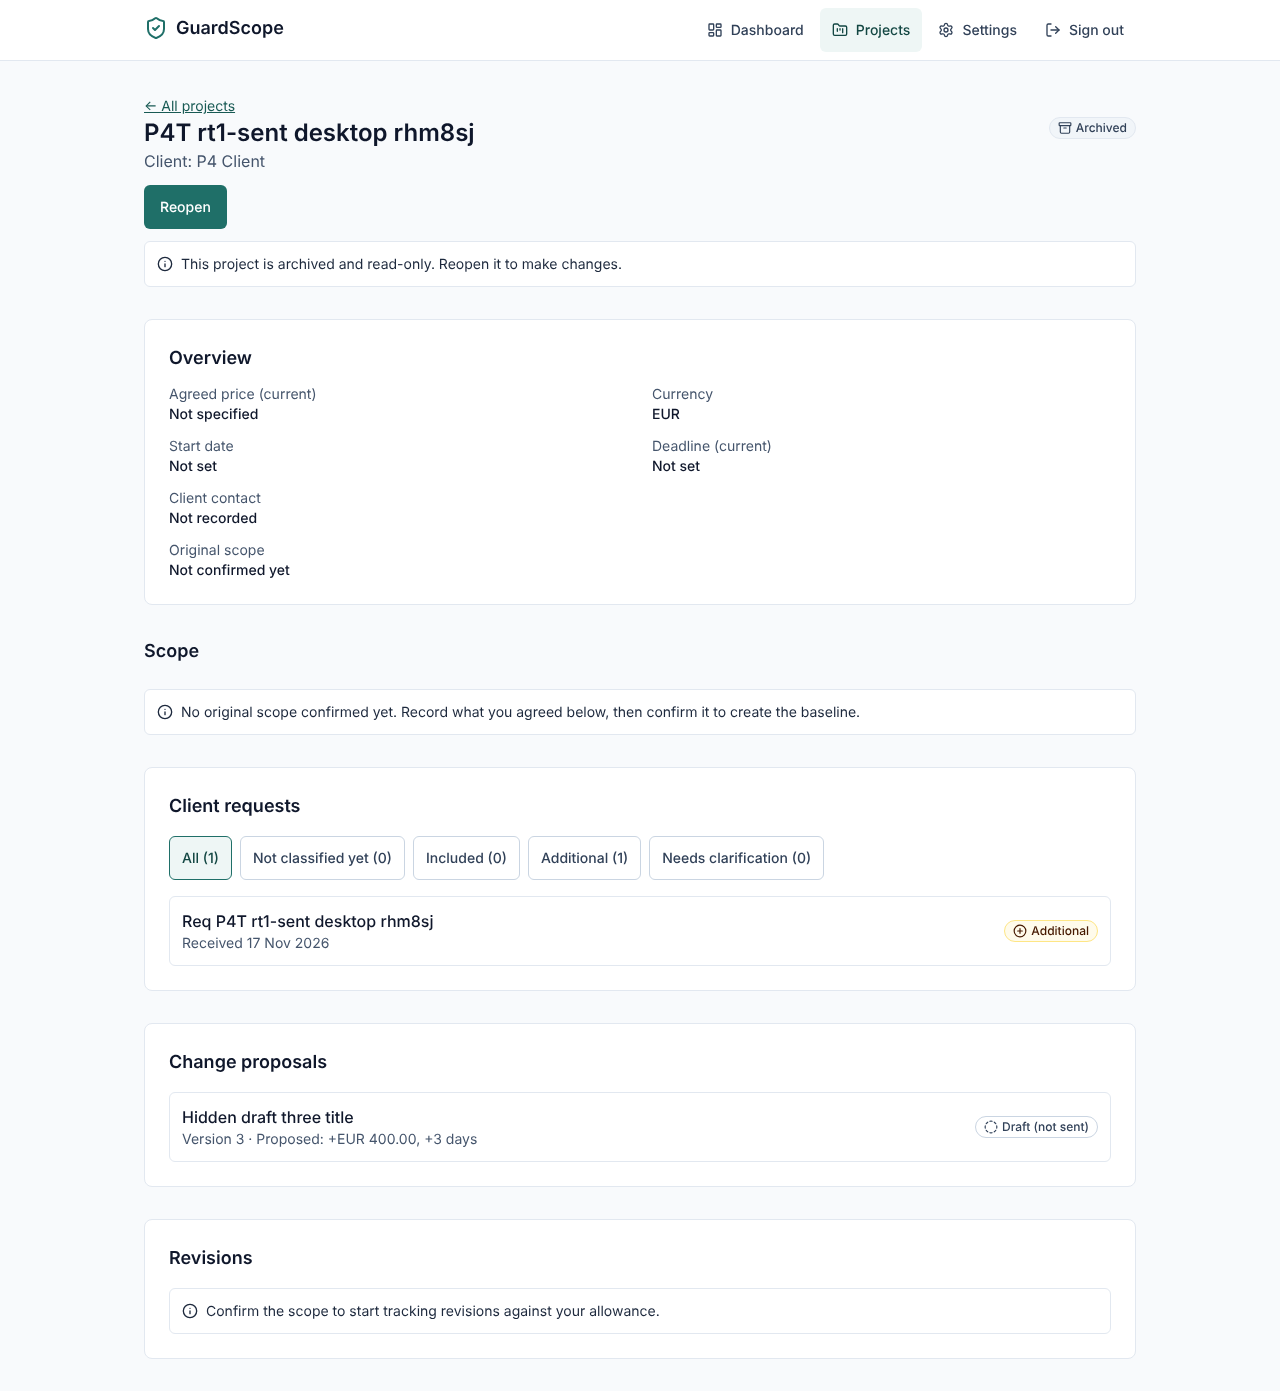 GuardScope
Dashboard
Projects
Settings
Sign out
← All projects
P4T rt1-sent desktop rhm8sj
Archived
Client: P4 Client
Reopen
This project is archived and read-only. Reopen it to make changes.
Overview
Agreed price (current)
Not specified
Currency
EUR
Start date
Not set
Deadline (current)
Not set
Client contact
Not recorded
Original scope
Not confirmed yet
Scope
No original scope confirmed yet. Record what you agreed below, then confirm it to create the baseline.
Client requests
All (1)
Not classified yet (0)
Included (0)
Additional (1)
Needs clarification (0)
Req P4T rt1-sent desktop rhm8sj
Received 17 Nov 2026
Additional
Change proposals
Hidden draft three title
Version 3 · Proposed: +EUR 400.00, +3 days
Draft (not sent)
Revisions
Confirm the scope to start tracking revisions against your allowance.